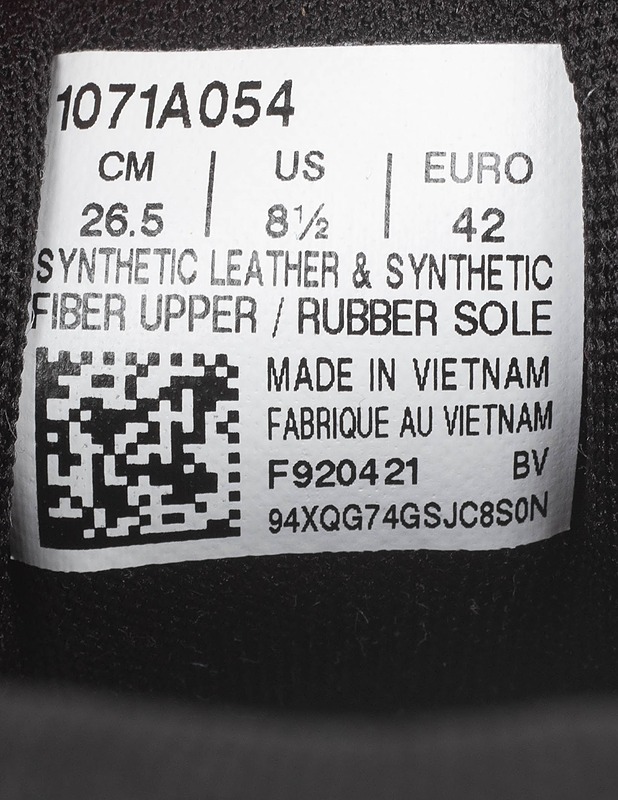 1071A054
CM | US | EURO
26.5 | 8½ | 42
SYNTHETIC LEATHER & SYNTHETIC
FIBER UPPER / RUBBER SOLE
MADE IN VIETNAM
FABRIQUE AU VIETNAM
F920421 BV
94XQG74GSJC8S0N